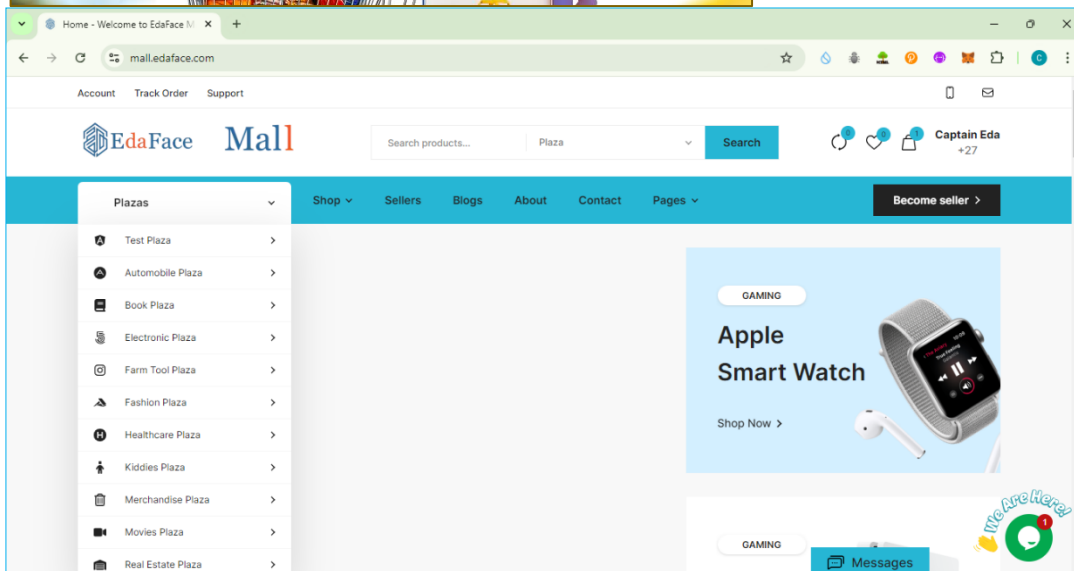 Home - Welcome to EdaFace M
mall.edaface.com
C
Account Track Order Support
EdaFace Mall
Search products... Plaza Search
0 0 1
Captain Eda
+27
Plazas Shop Sellers Blogs About Contact Pages Become seller
Test Plaza
Automobile Plaza
Book Plaza
Electronic Plaza
Farm Tool Plaza
Fashion Plaza
Healthcare Plaza
Kiddies Plaza
Merchandise Plaza
Movies Plaza
Real Estate Plaza
GAMING
Apple
Smart Watch
Shop Now
10:09
GAMING
We Are Here!
1
Messages